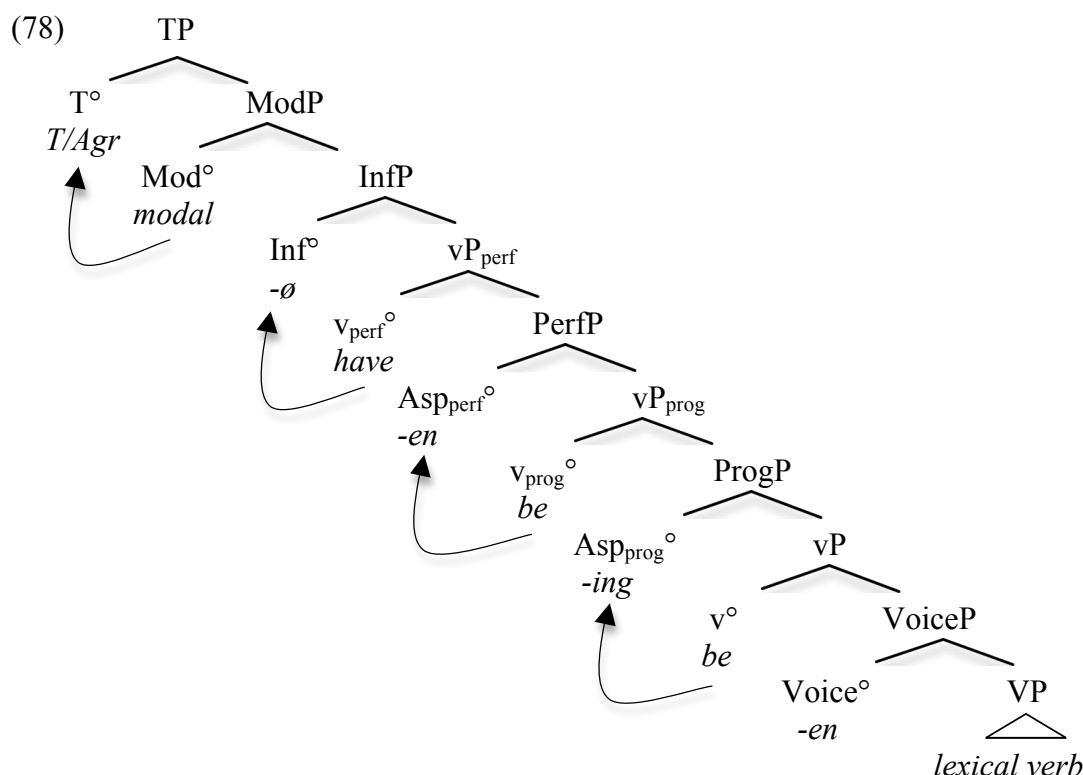 (78) TP
T° ModP
T/Agr
Mod° InfP
modal
Inf° vPperf
-ø
vperf° PerfP
have
Aspperf° vPprog
-en
vprog° ProgP
be
Aspprog° vP
-ing
v° VoiceP
be
Voice° VP
-en
lexical verb